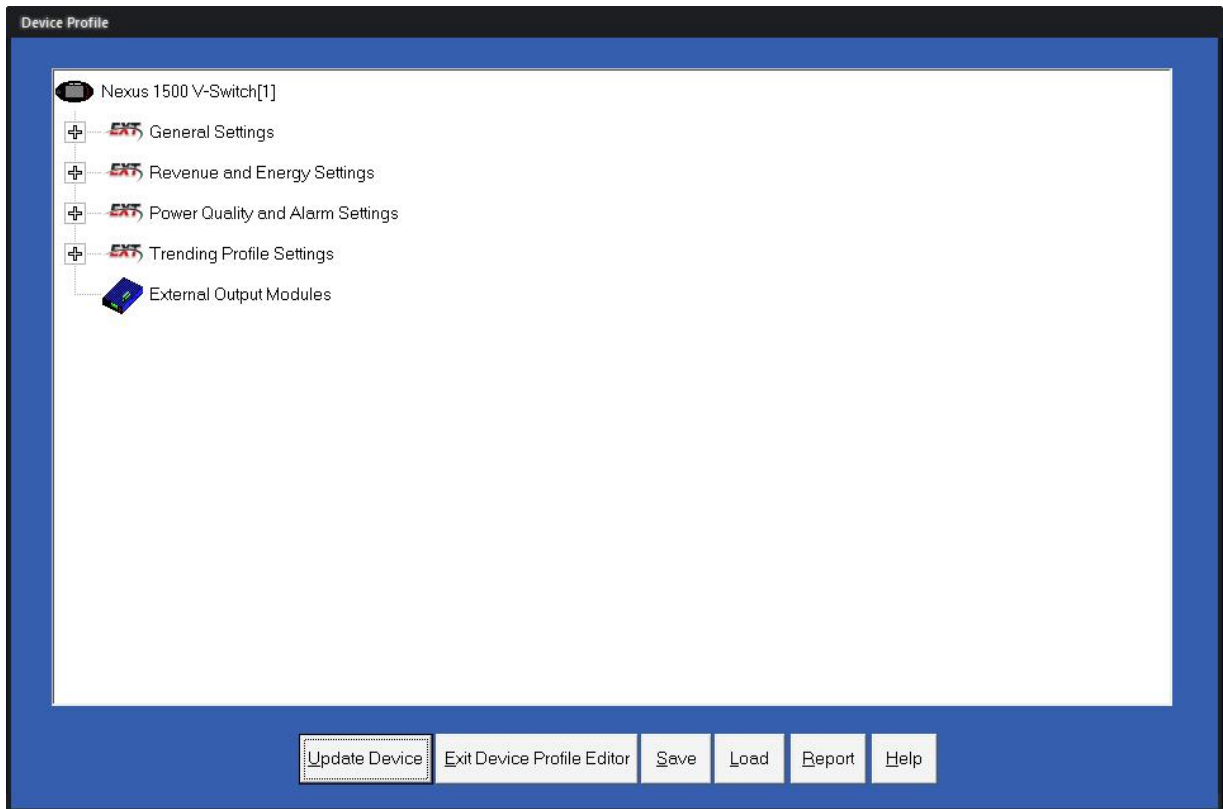 Device Profile
Nexus 1500 V-Switch[1]
EXT General Settings
EXT Revenue and Energy Settings
EXT Power Quality and Alarm Settings
EXT Trending Profile Settings
External Output Modules
Update Device Exit Device Profile Editor Save Load Report Help